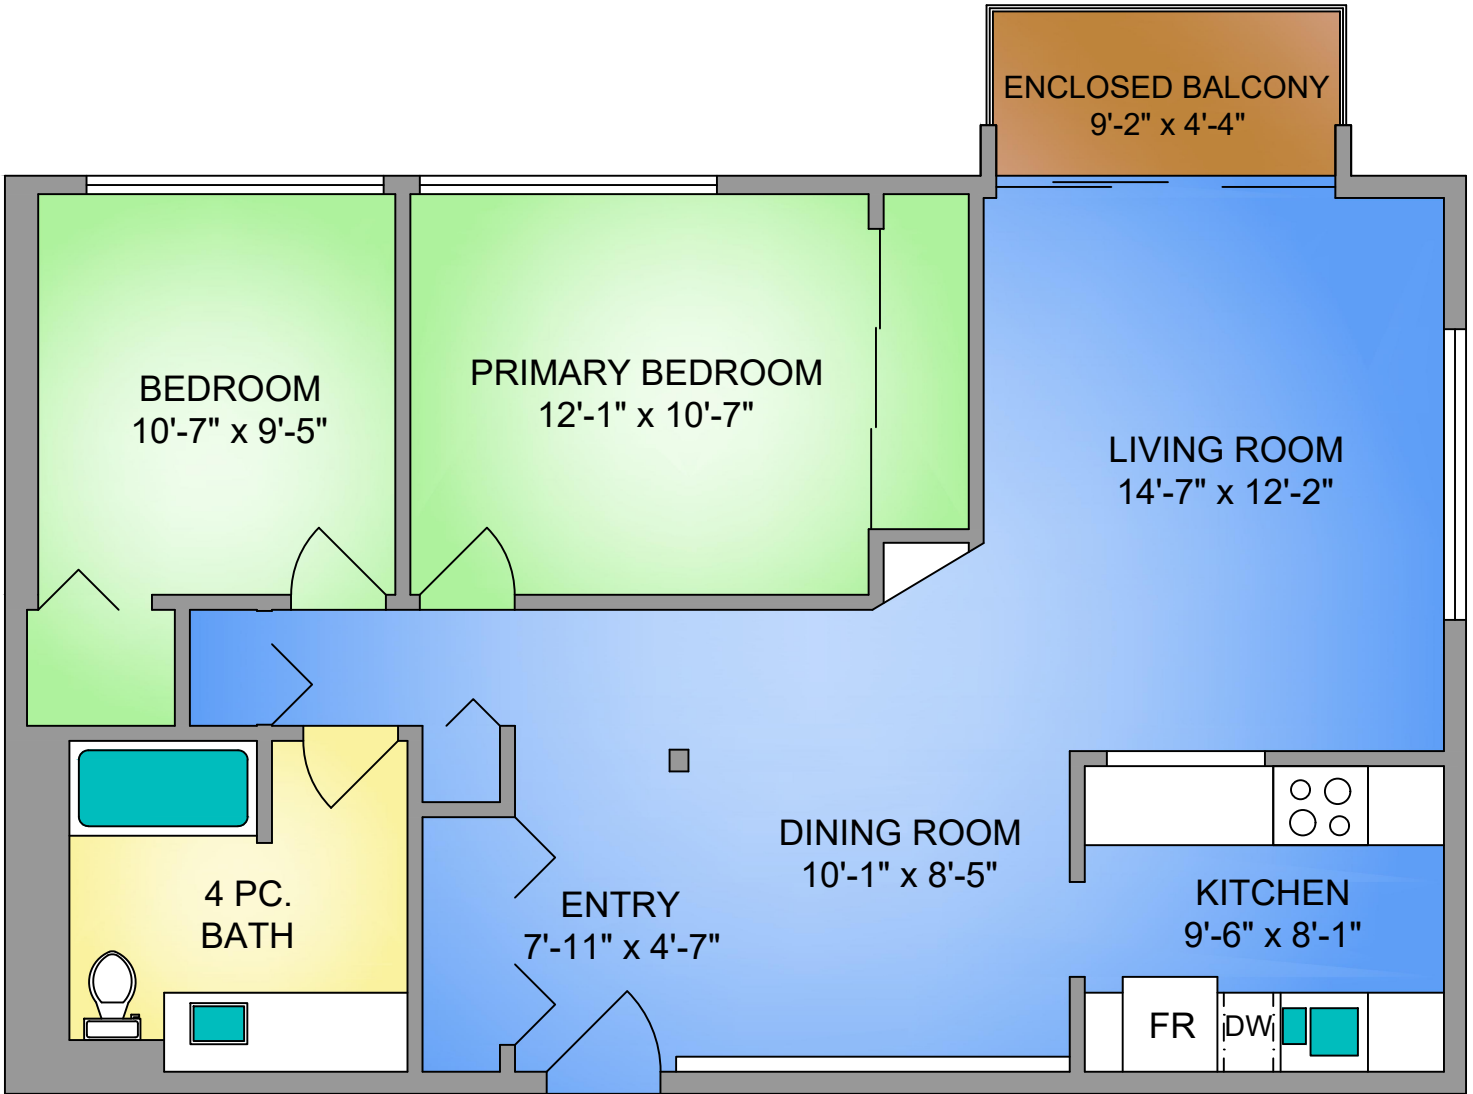 ENCLOSED BALCONY
9'-2" x 4'-4"
BEDROOM
10'-7" x 9'-5"
PRIMARY BEDROOM
12'-1" x 10'-7"
LIVING ROOM
14'-7" x 12'-2"
DINING ROOM
10'-1" x 8'-5"
4 PC.
BATH
ENTRY
7'-11" x 4'-7"
KITCHEN
9'-6" x 8'-1"
FR
DW